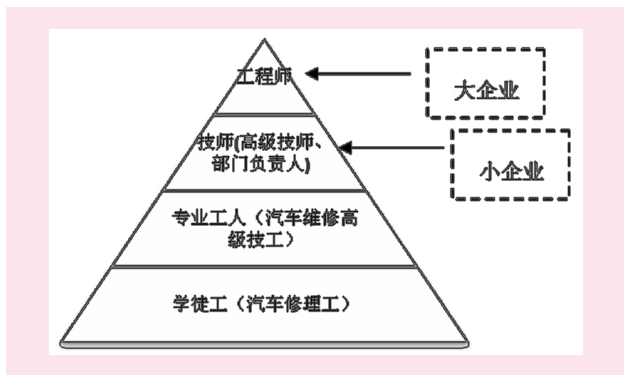 工程师
大企业
技师(高级技师、
部门负责人)
小企业
专业工人（汽车维修高
级技工）
学徒工（汽车修理工）